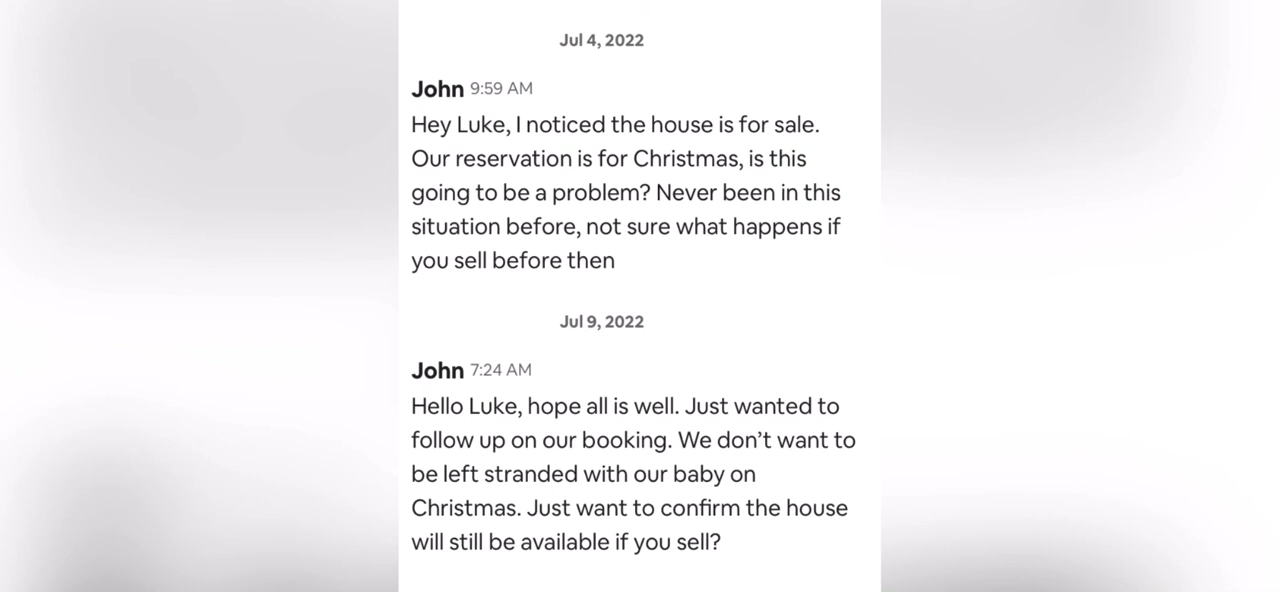 Jul 4, 2022
John 9:59 AM
Hey Luke, I noticed the house is for sale.
Our reservation is for Christmas, is this
going to be a problem? Never been in this
situation before, not sure what happens if
you sell before then
Jul 9, 2022
John 7:24 AM
Hello Luke, hope all is well. Just wanted to
follow up on our booking. We don’t want to
be left stranded with our baby on
Christmas. Just want to confirm the house
will still be available if you sell?